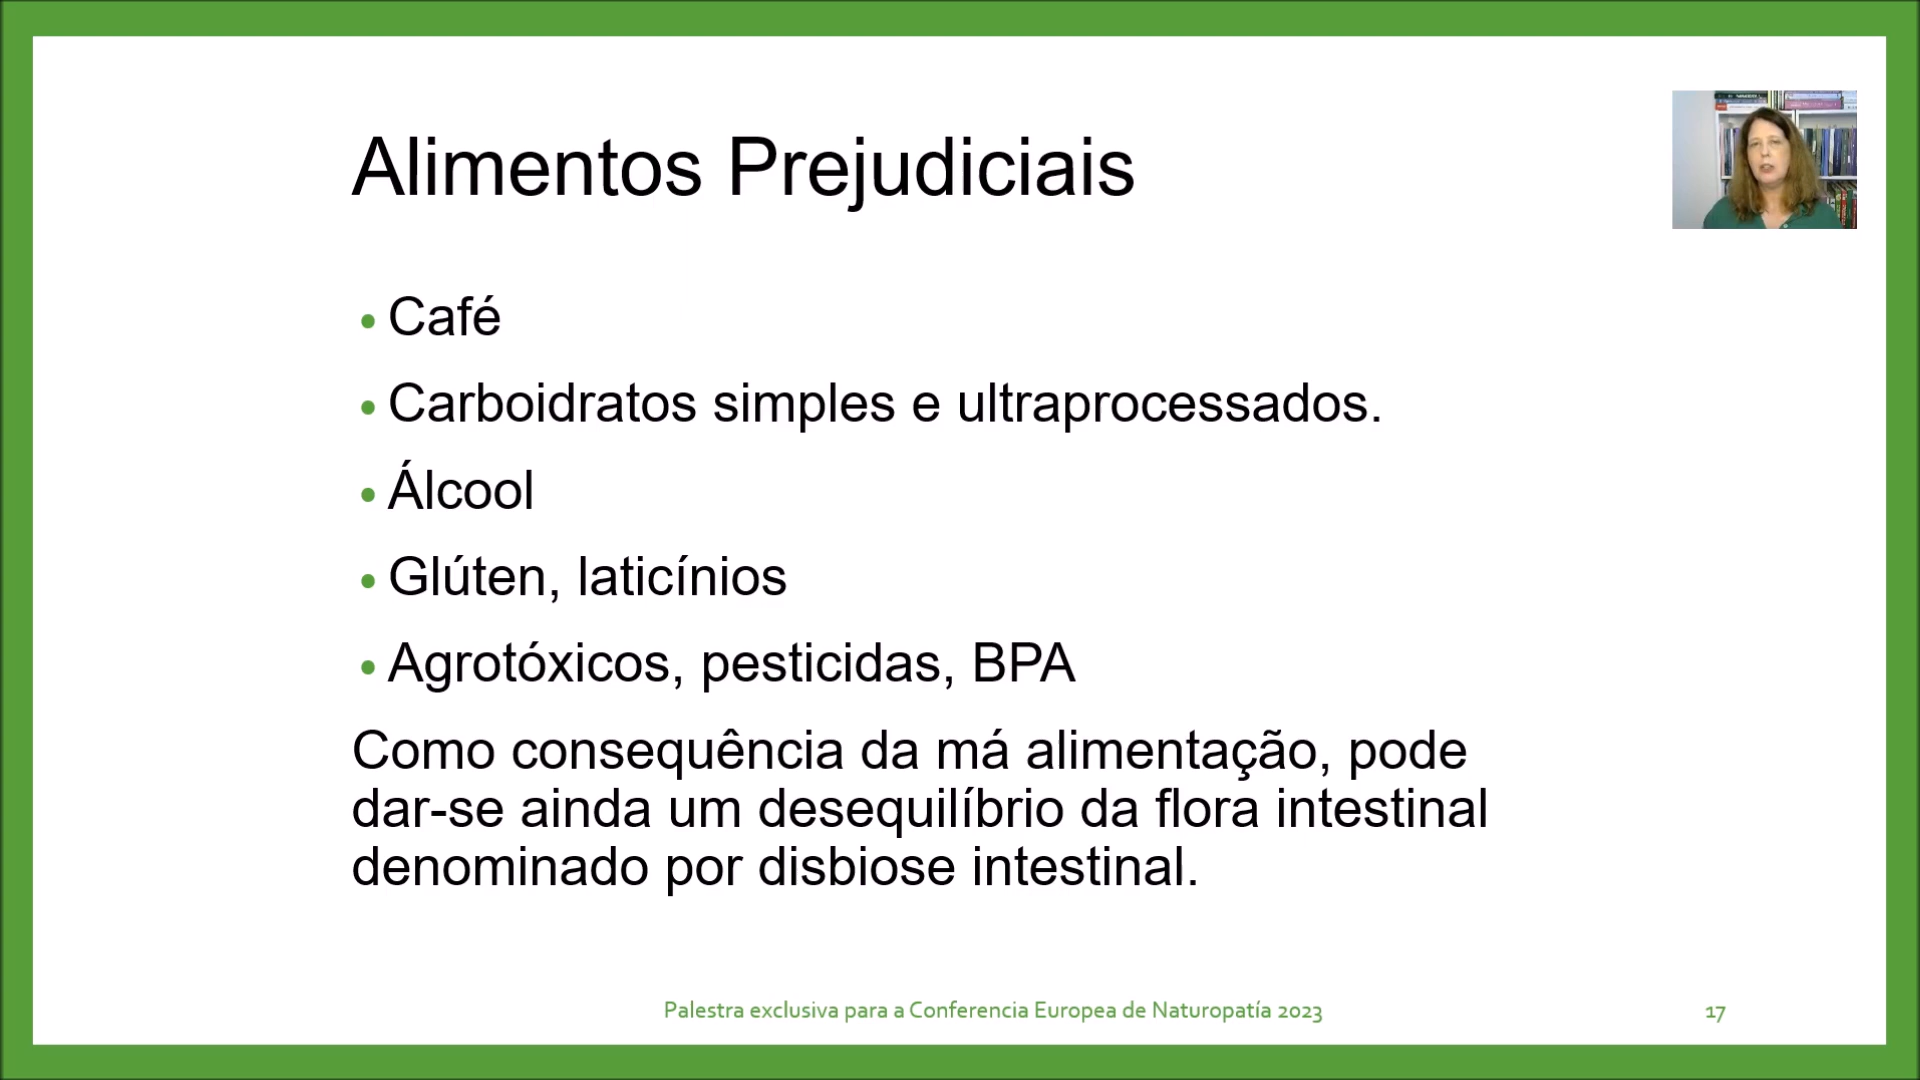 Alimentos Prejudiciais
• Café
• Carboidratos simples e ultraprocessados.
• Álcool
• Glúten, laticínios
• Agrotóxicos, pesticidas, BPA
Como consequência da má alimentação, pode
dar-se ainda um desequilíbrio da flora intestinal
denominado por disbiose intestinal.
Palestra exclusiva para a Conferencia Europea de Naturopatía 2023
17